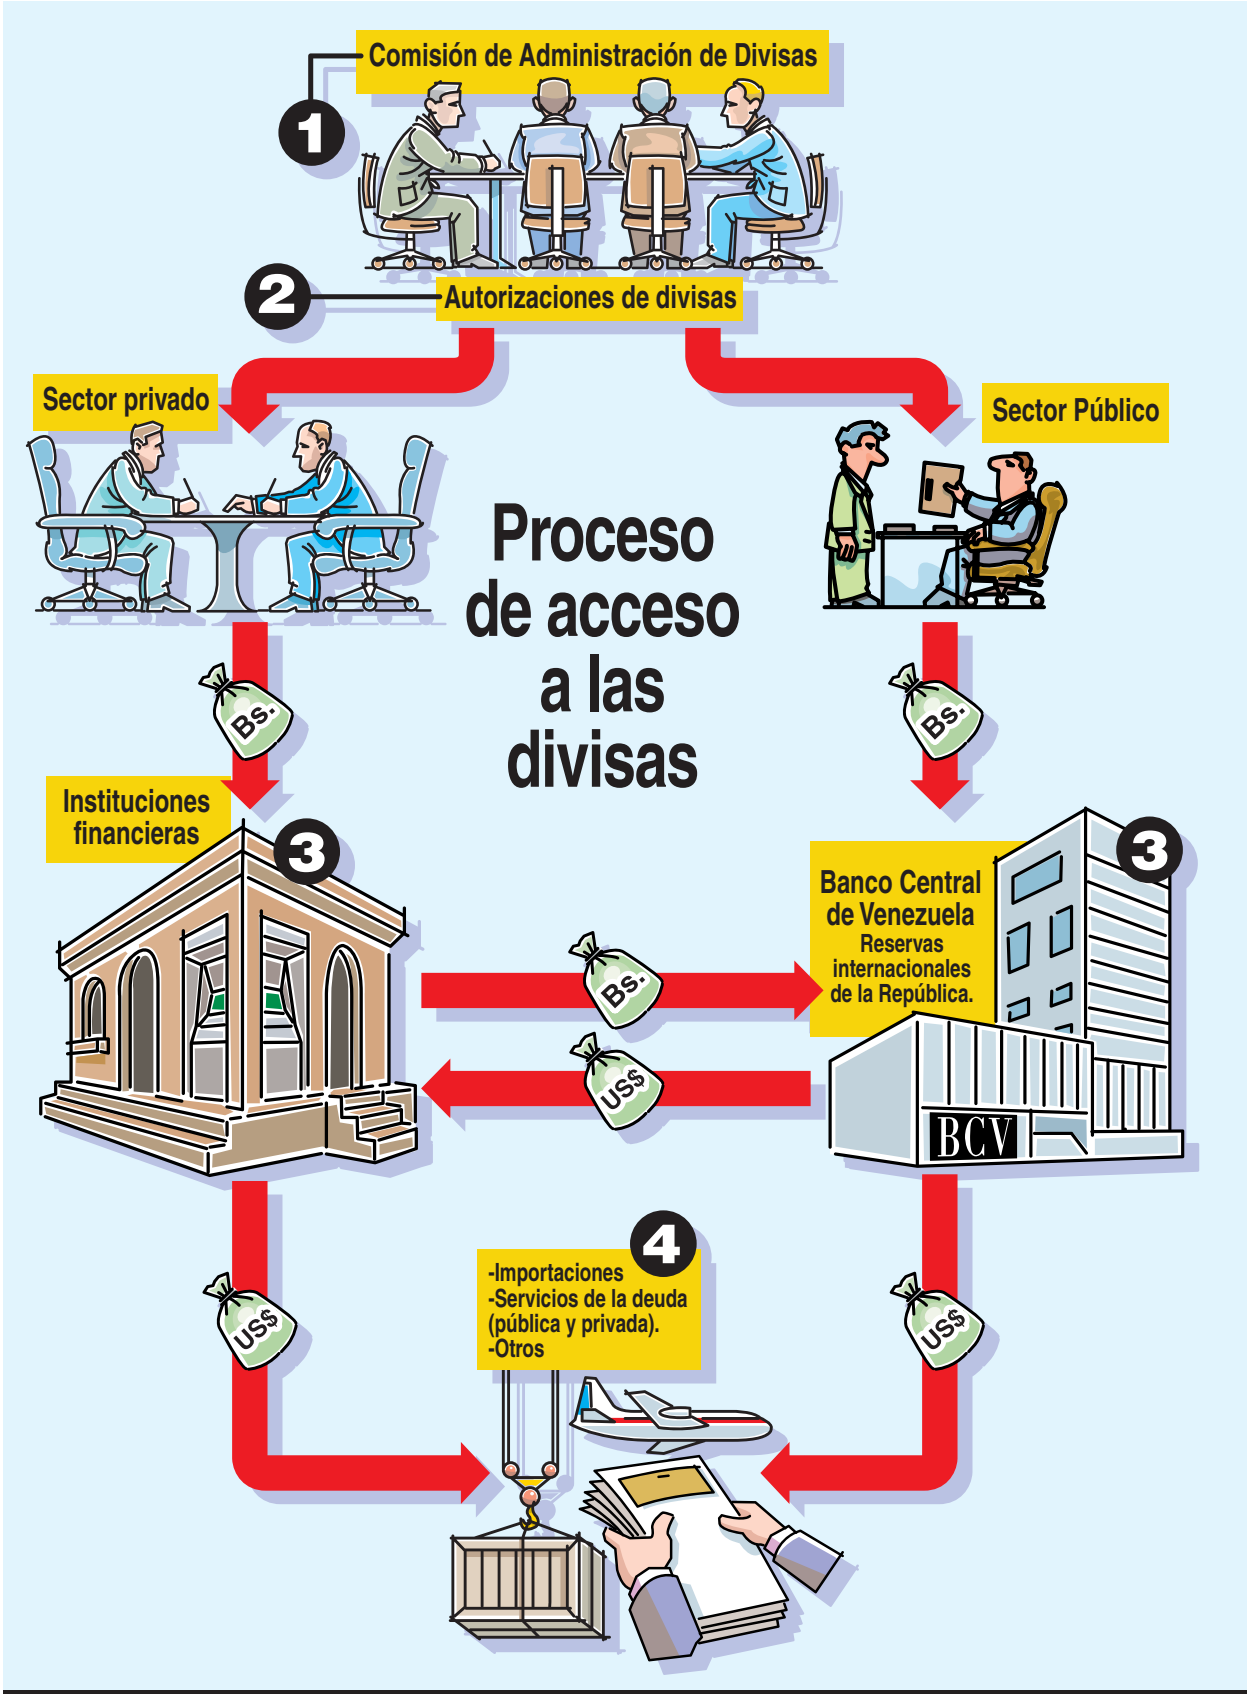 Comisión de Administración de Divisas
1
2
Autorizaciones de divisas
Sector privado
Sector Público
Proceso
de acceso
a las
divisas
Bs.
Bs.
Instituciones
financieras
3
3
Banco Central
de Venezuela
Reservas
internacionales
de la República.
Bs.
US$
BCV
4
-Importaciones
-Servicios de la deuda
(pública y privada).
-Otros
US$
US$